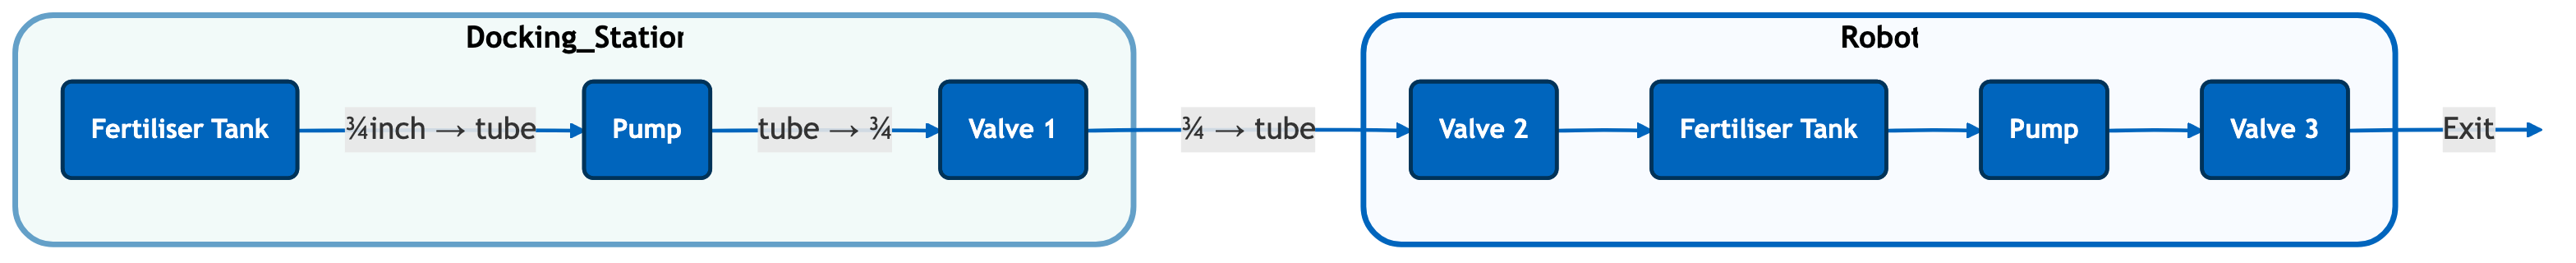 Docking_Station
Robot
Fertiliser Tank
¾inch → tube
Pump
tube → ¾
Valve 1
¾ → tube
Valve 2
Fertiliser Tank
Pump
Valve 3
Exit